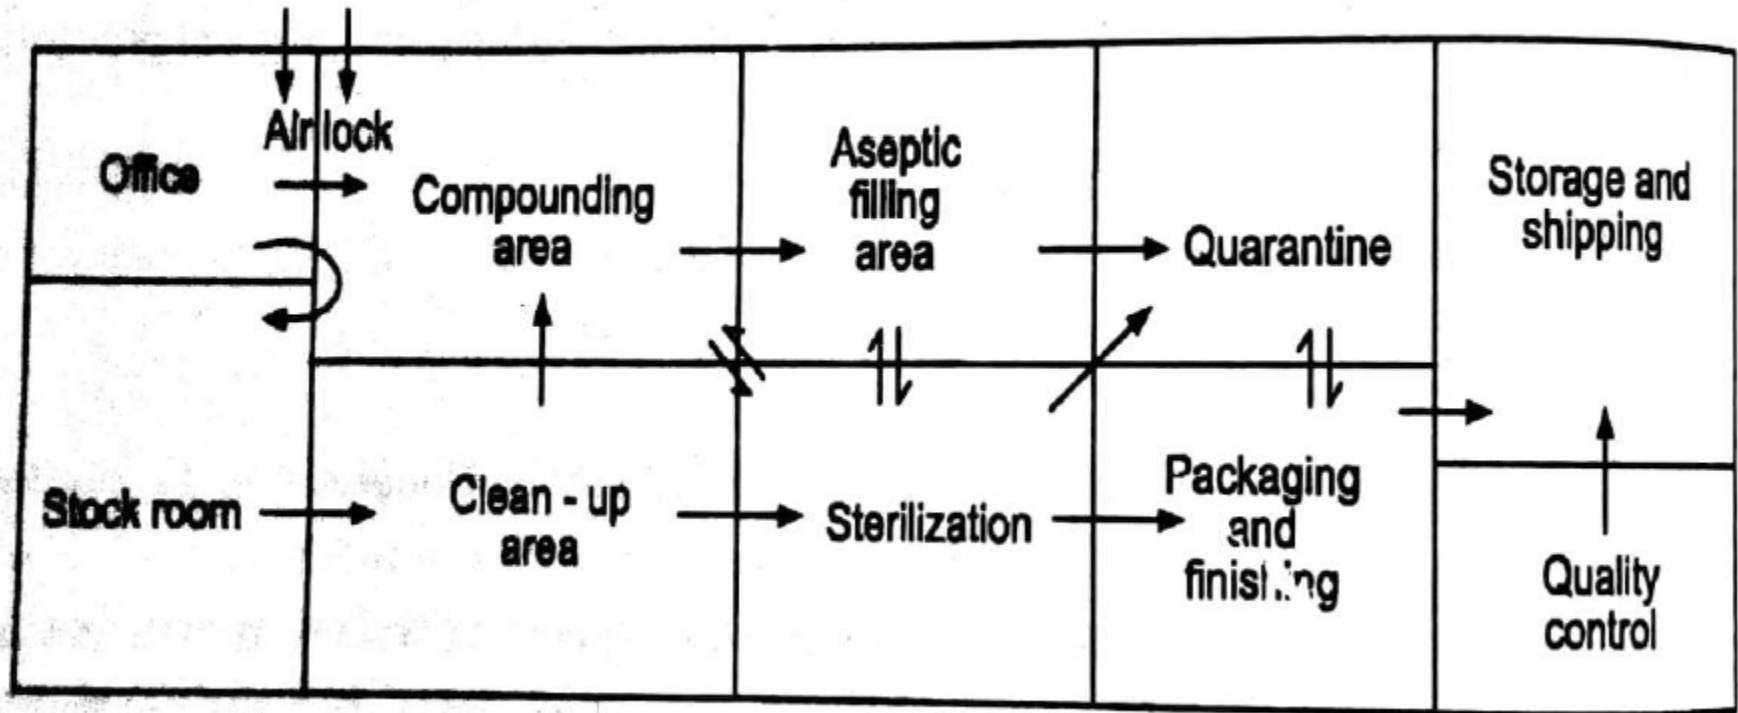 Air lock
Office
Compounding
area
Aseptic
filling
area
Quarantine
Storage and
shipping
Stock room
Clean - up
area
Sterilization
Packaging
and
finishing
Quality
control